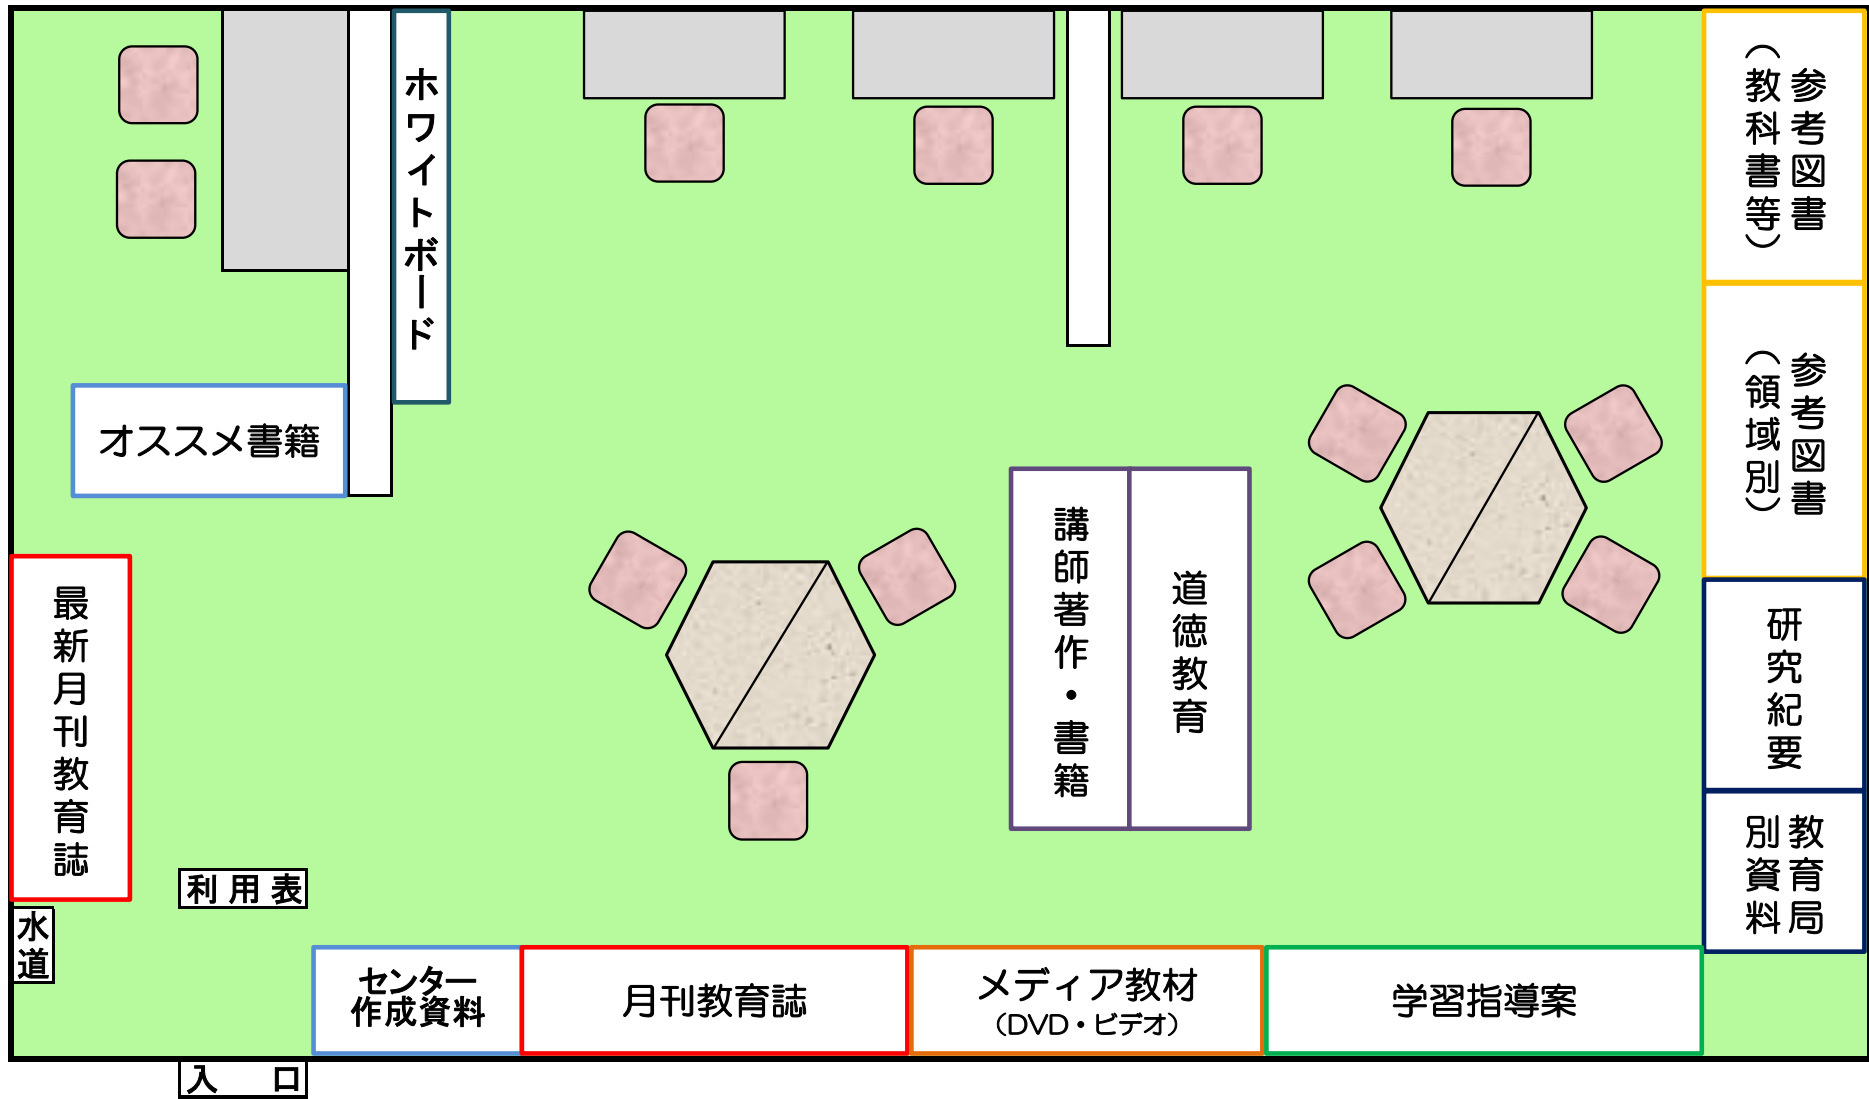 ホワイトボード
参考図書
（教科書等）
オススメ書籍
参考図書
（領域別）
最新月刊教育誌
講師著作・書籍
道徳教育
研究紀要
教育局
別資料
利用表
水道
センター
作成資料
月刊教育誌
メディア教材
（DVD・ビデオ）
学習指導案
入口